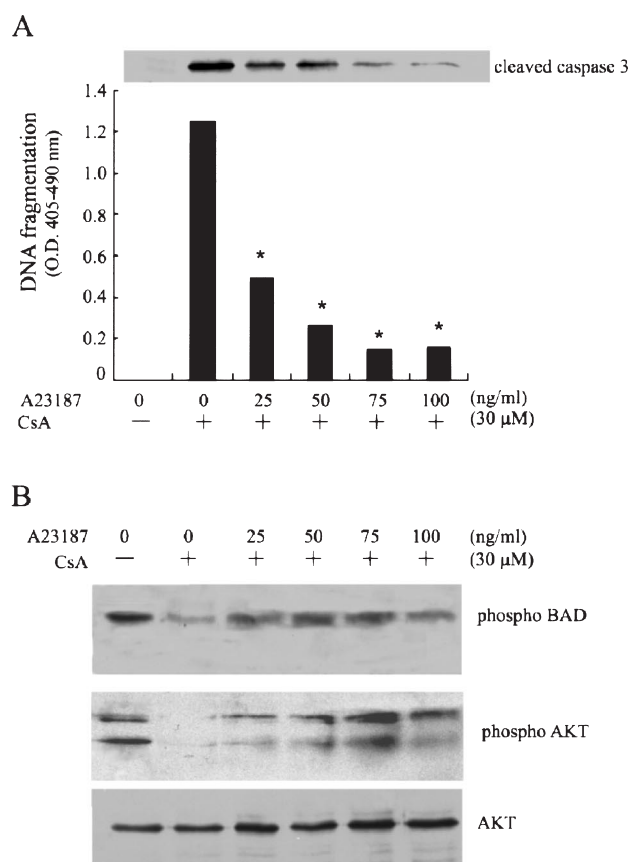 A
cleaved caspase 3
DNA fragmentation
(O.D. 405-490 nm)
1.4
1.2
1.0
0.8
0.6
0.4
0.2
0
*
*
*
*
A23187 0 0 25 50 75 100 (ng/ml)
CsA — + + + + + (30 μM)
B
A23187 0 0 25 50 75 100 (ng/ml)
CsA — + + + + + (30 μM)
phospho BAD
phospho AKT
AKT